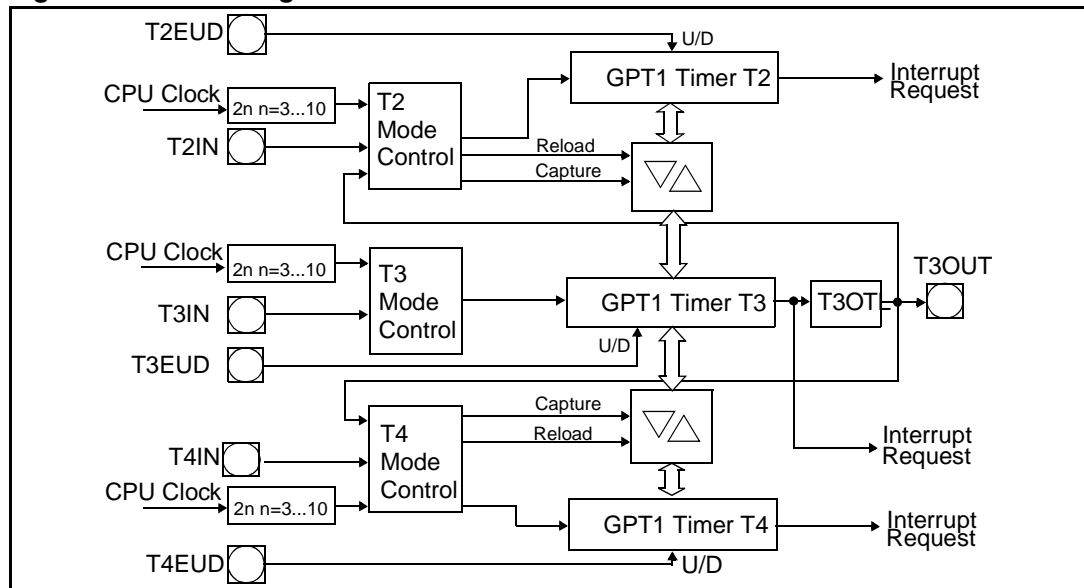 T2EUD
U/D
GPT1 Timer T2
Interrupt
Request
CPU Clock
2n n=3...10
T2
Mode
Control
T2IN
Reload
Capture
CPU Clock
2n n=3...10
T3
Mode
Control
T3IN
T3EUD
U/D
GPT1 Timer T3
T3OTL
T3OUT
Capture
Reload
T4
Mode
Control
T4IN
CPU Clock
2n n=3...10
Interrupt
Request
GPT1 Timer T4
Interrupt
Request
T4EUD
U/D